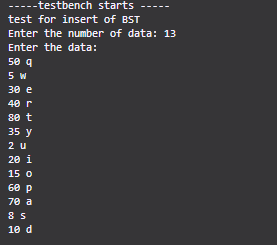 -----testbench starts -----
test for insert of BST
Enter the number of data: 13
Enter the data:
50 q
5 w
30 e
40 r
80 t
35 y
2 u
20 i
15 o
60 p
70 a
8 s
10 d